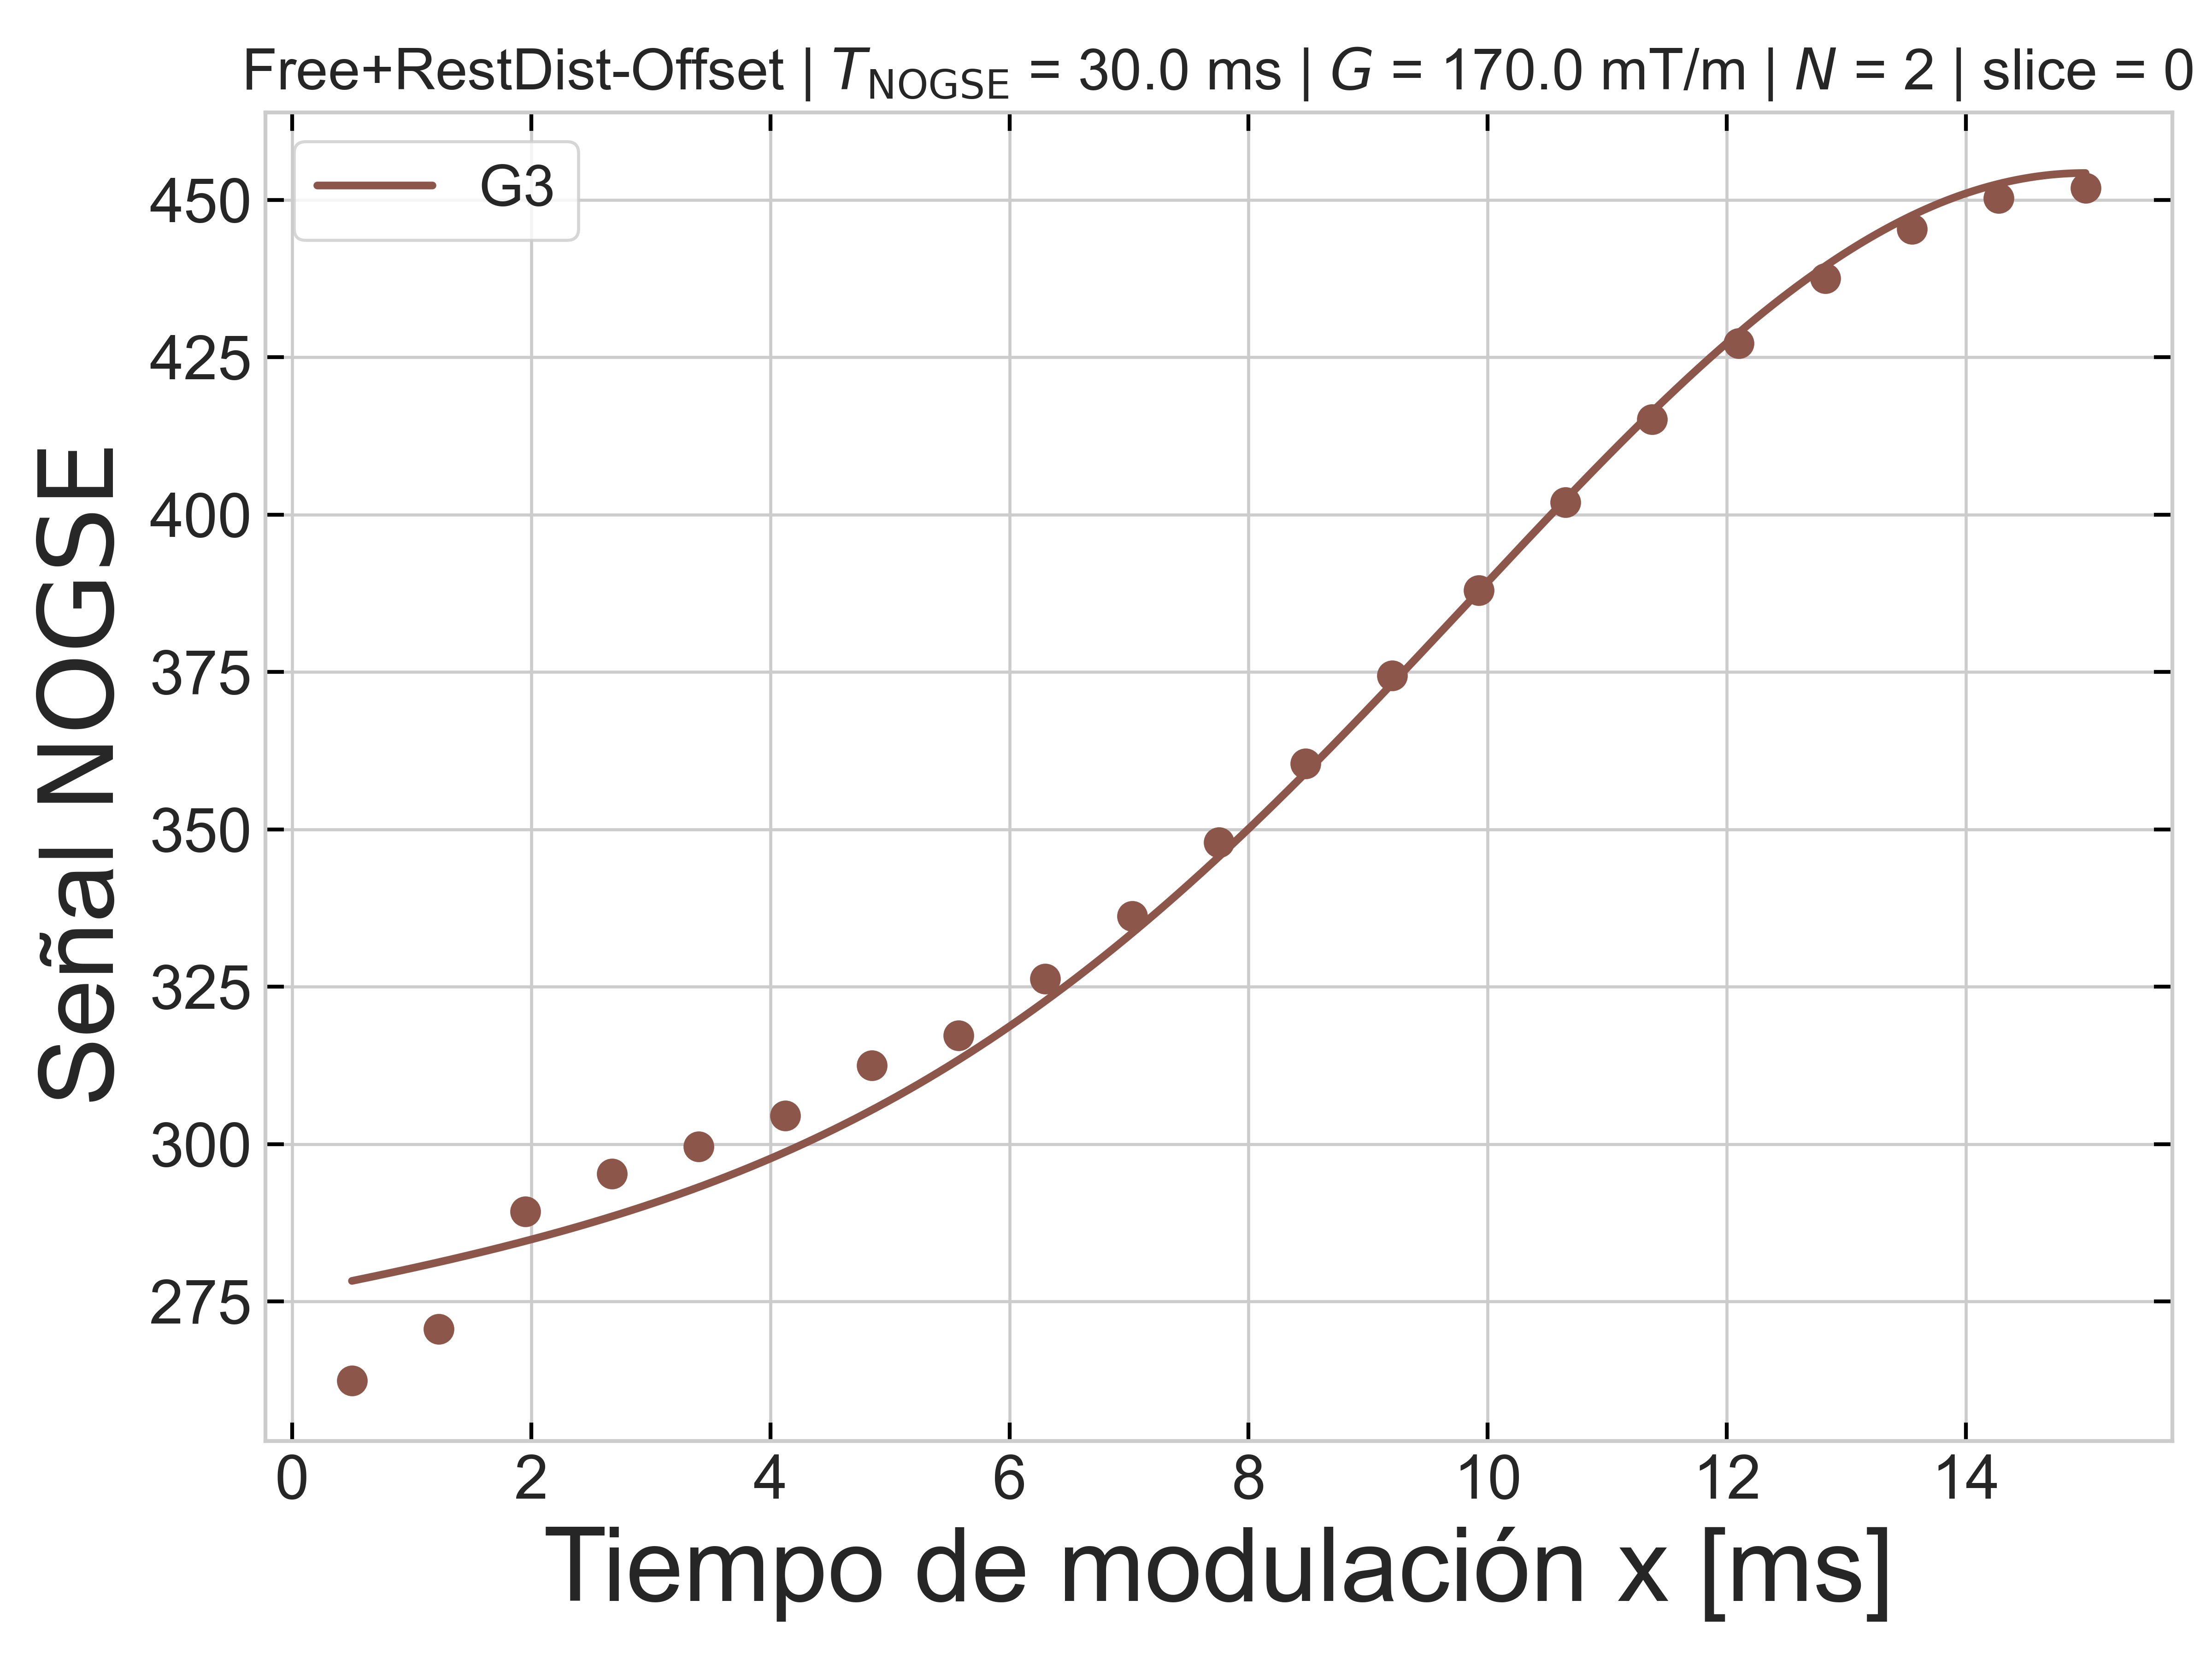 Free+RestDist-Offset | T_NOGSE = 30.0 ms | G = 170.0 mT/m | N = 2 | slice = 0
G3
450
425
400
375
350
325
300
275
Señal NOGSE
0 2 4 6 8 10 12 14
Tiempo de modulación x [ms]